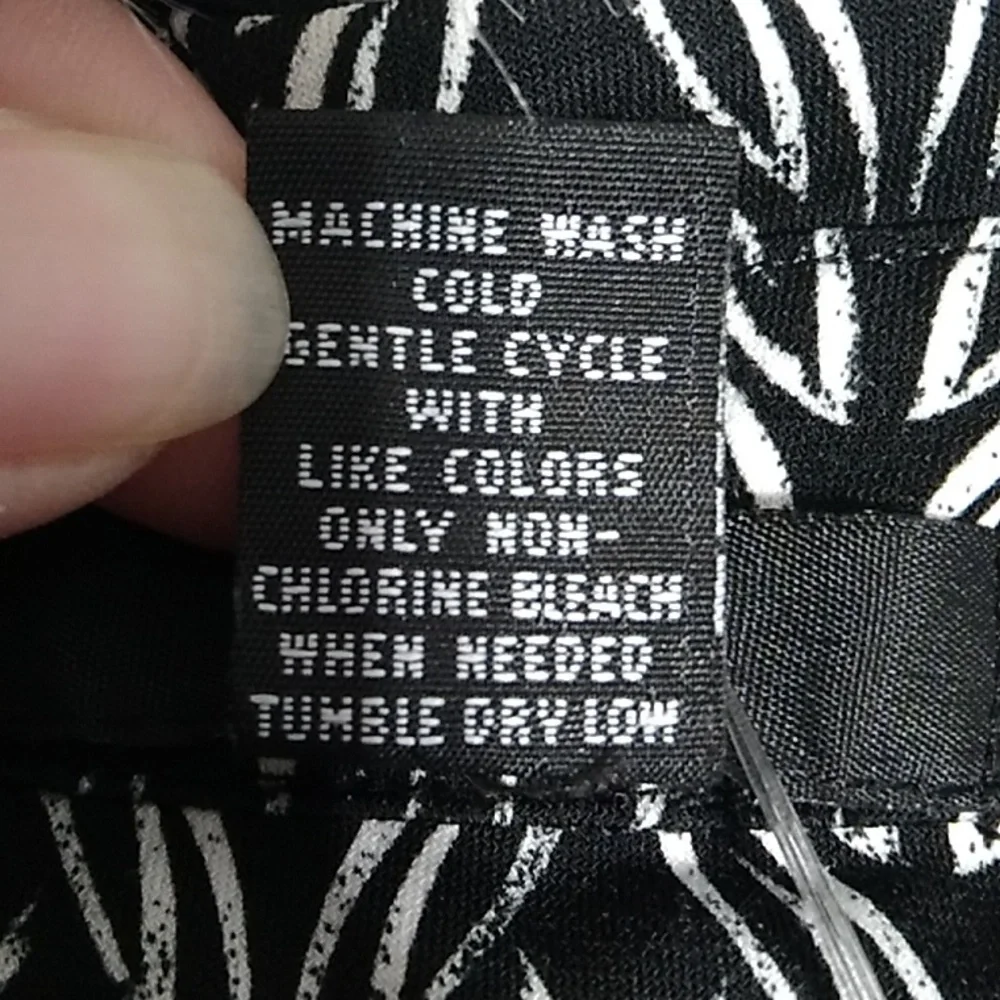 MACHINE WASH
COLD
GENTLE CYCLE
WITH
LIKE COLORS
ONLY NON-
CHLORINE BLEACH
WHEN NEEDED
TUMBLE DRY LOW